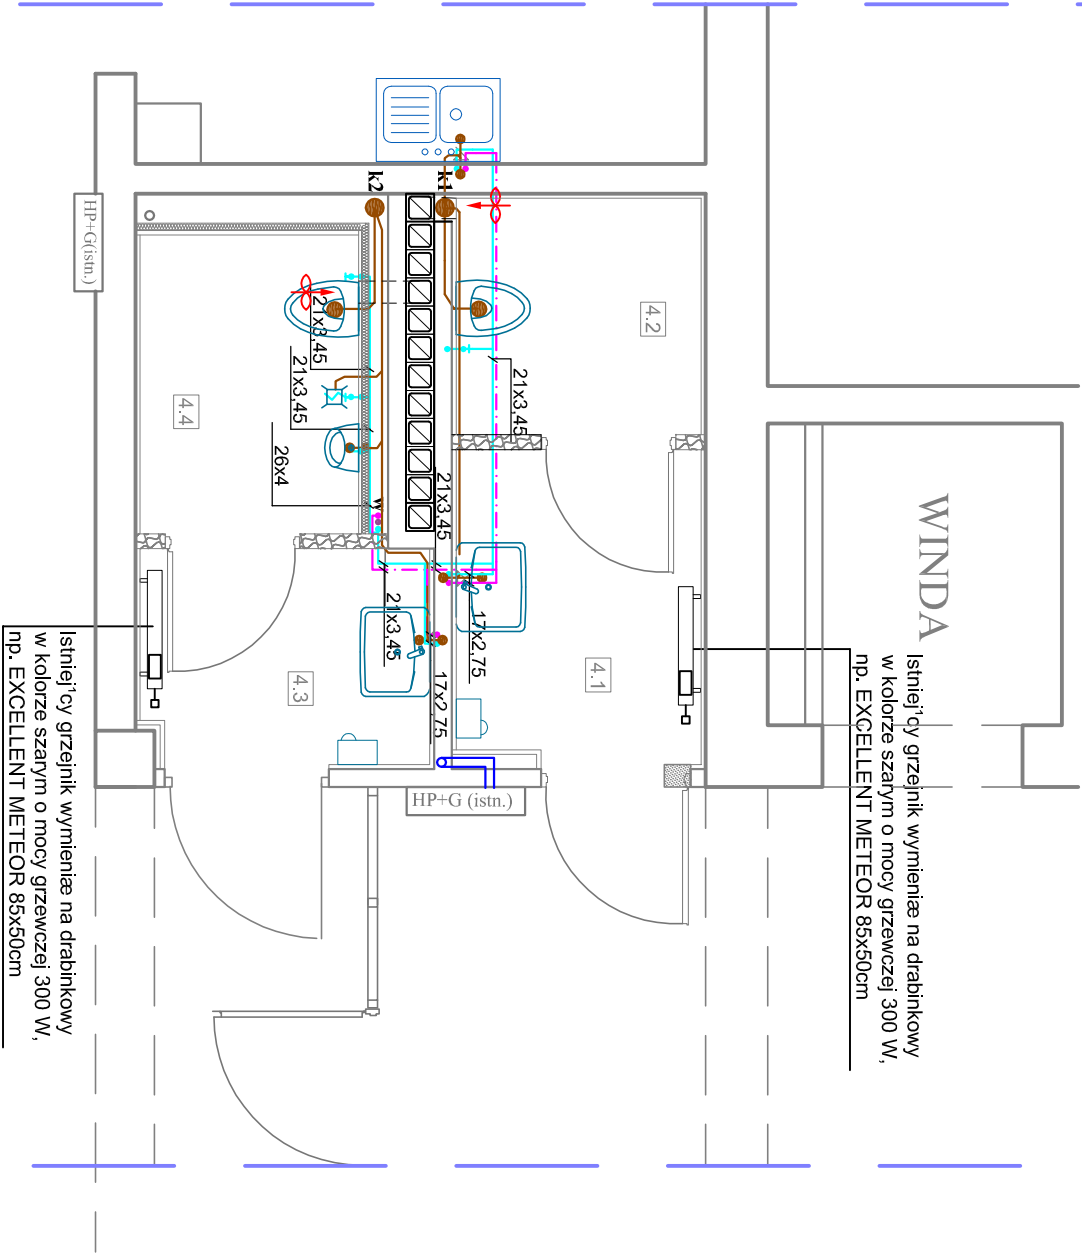 WINDA
Istniej¹cy grzejnik wymieniæ na drabinkowy
w kolorze szarym o mocy grzewczej 300 W,
np. EXCELLENT METEOR 85x50cm
4.2
4.1
21x3,45
17x2,75
HP+G (istn.)
k1
21x3,45
17x2,75
k2
w
21x3,45
21x3,45
21x3,45
26x4
4.3
4.4
HP+G(istn.)
Istniej¹cy grzejnik wymieniæ na drabinkowy
w kolorze szarym o mocy grzewczej 300 W,
np. EXCELLENT METEOR 85x50cm